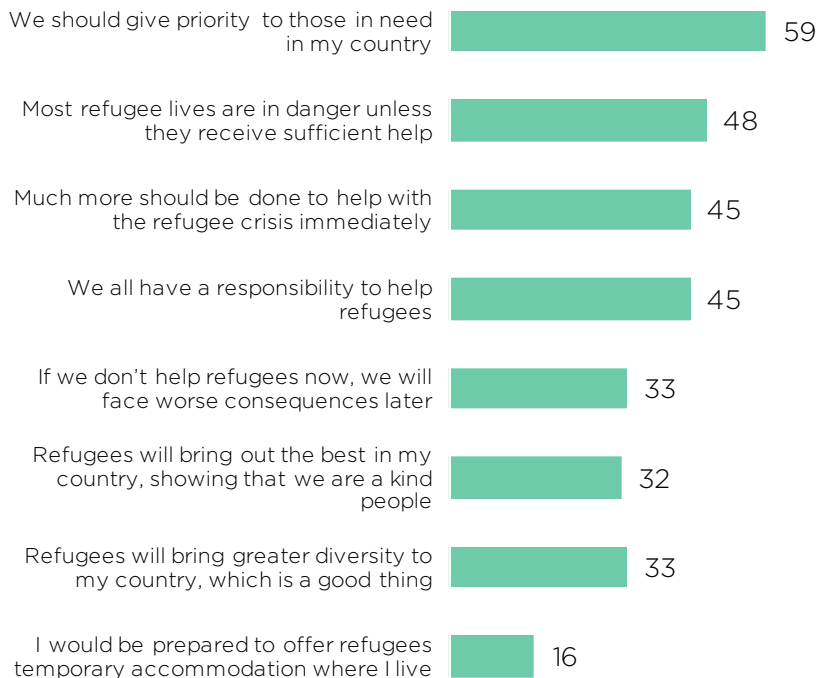 We should give priority to those in need
in my country
59
Most refugee lives are in danger unless
they receive sufficient help
48
Much more should be done to help with
the refugee crisis immediately
45
We all have a responsibility to help
refugees
45
If we don’t help refugees now, we will
face worse consequences later
33
Refugees will bring out the best in my
country, showing that we are a kind
people
32
Refugees will bring greater diversity to
my country, which is a good thing
33
I would be prepared to offer refugees
temporary accommodation where I live
16